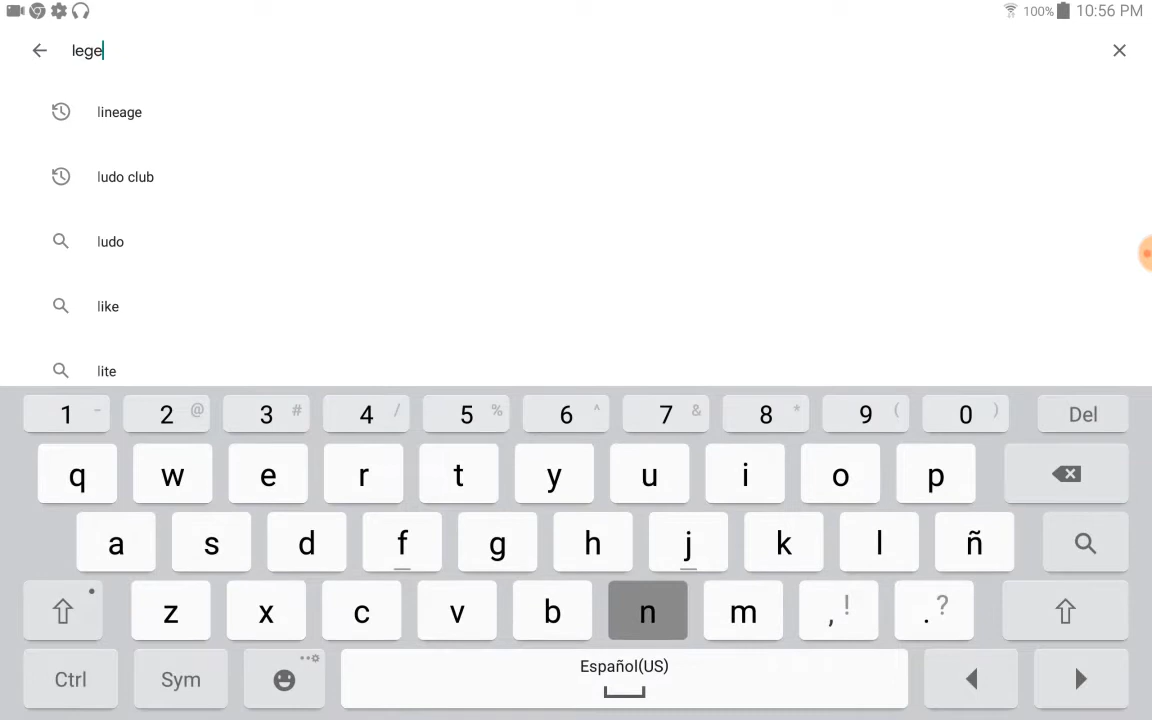 100% 10:56 PM
lege
lineage
ludo club
ludo
like
lite
1 - 2 @ 3 # 4 / 5 % 6 ^ 7 & 8 * 9 ( 0 ) Del
q w e r t y u i o p
a s d f g h j k l ñ
z x c v b n m , ! . ?
Ctrl Sym Español(US)